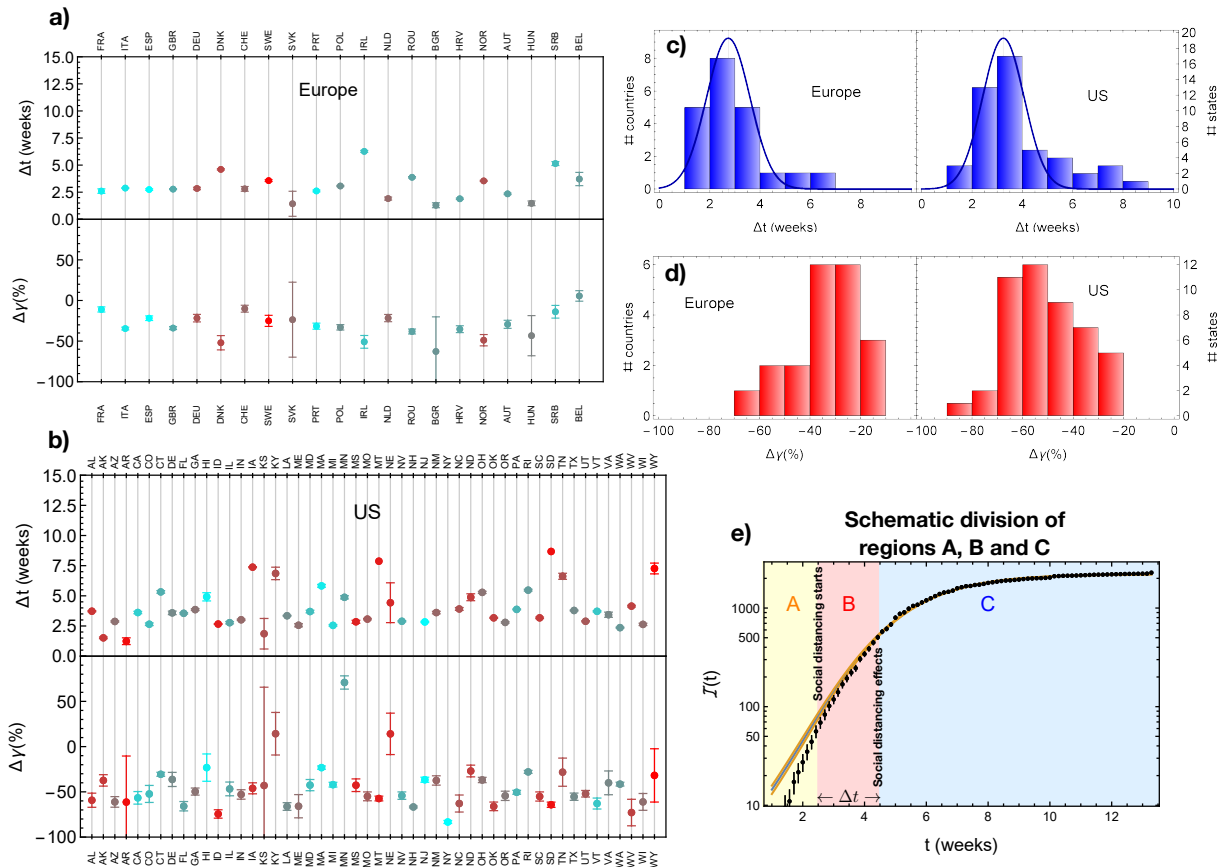 a)
FRA ITA ESP GBR DEU DNK CHE SWE SVK PRT POL IRL NLD ROU BGR HRV NOR AUT HUN SRB BEL
Europe
Δt (weeks)
15.0
12.5
10.0
7.5
5.0
2.5
0.0
Δγ(%)
50
0
−50
−100
FRA ITA ESP GBR DEU DNK CHE SWE SVK PRT POL IRL NLD ROU BGR HRV NOR AUT HUN SRB BEL
b)
AL AK AZ AR CA CO CT DE FL GA HI ID IL IN IA KS KY LA ME MD MA MI MN MS MO MT NE NV NH NJ NM NY NC ND OH OK OR PA RI SC SD TN TX UT VT VA WA WV WI WY
US
Δt (weeks)
15.0
12.5
10.0
7.5
5.0
2.5
0.0
Δγ(%)
50
0
−50
−100
AL AK AZ AR CA CO CT DE FL GA HI ID IL IN IA KS KY LA ME MD MA MI MN MS MO MT NE NV NH NJ NM NY NC ND OH OK OR PA RI SC SD TN TX UT VT VA WA WV WI WY
c)
Europe
# countries
8
6
4
2
0
0 2 4 6 8
Δt (weeks)
US
# states
20
18
16
14
12
10
8
6
4
2
0
0 2 4 6 8 10
Δt (weeks)
d)
Europe
# countries
6
4
2
0
−100 −80 −60 −40 −20
Δγ(%)
US
# states
12
10
8
6
4
2
0
−100 −80 −60 −40 −20 0
Δγ(%)
e)
Schematic division of
regions A, B and C
A
B
C
Social distancing starts
Social distancing effects
Δt
I(t)
1000
500
100
50
10
2 4 6 8 10 12
t (weeks)